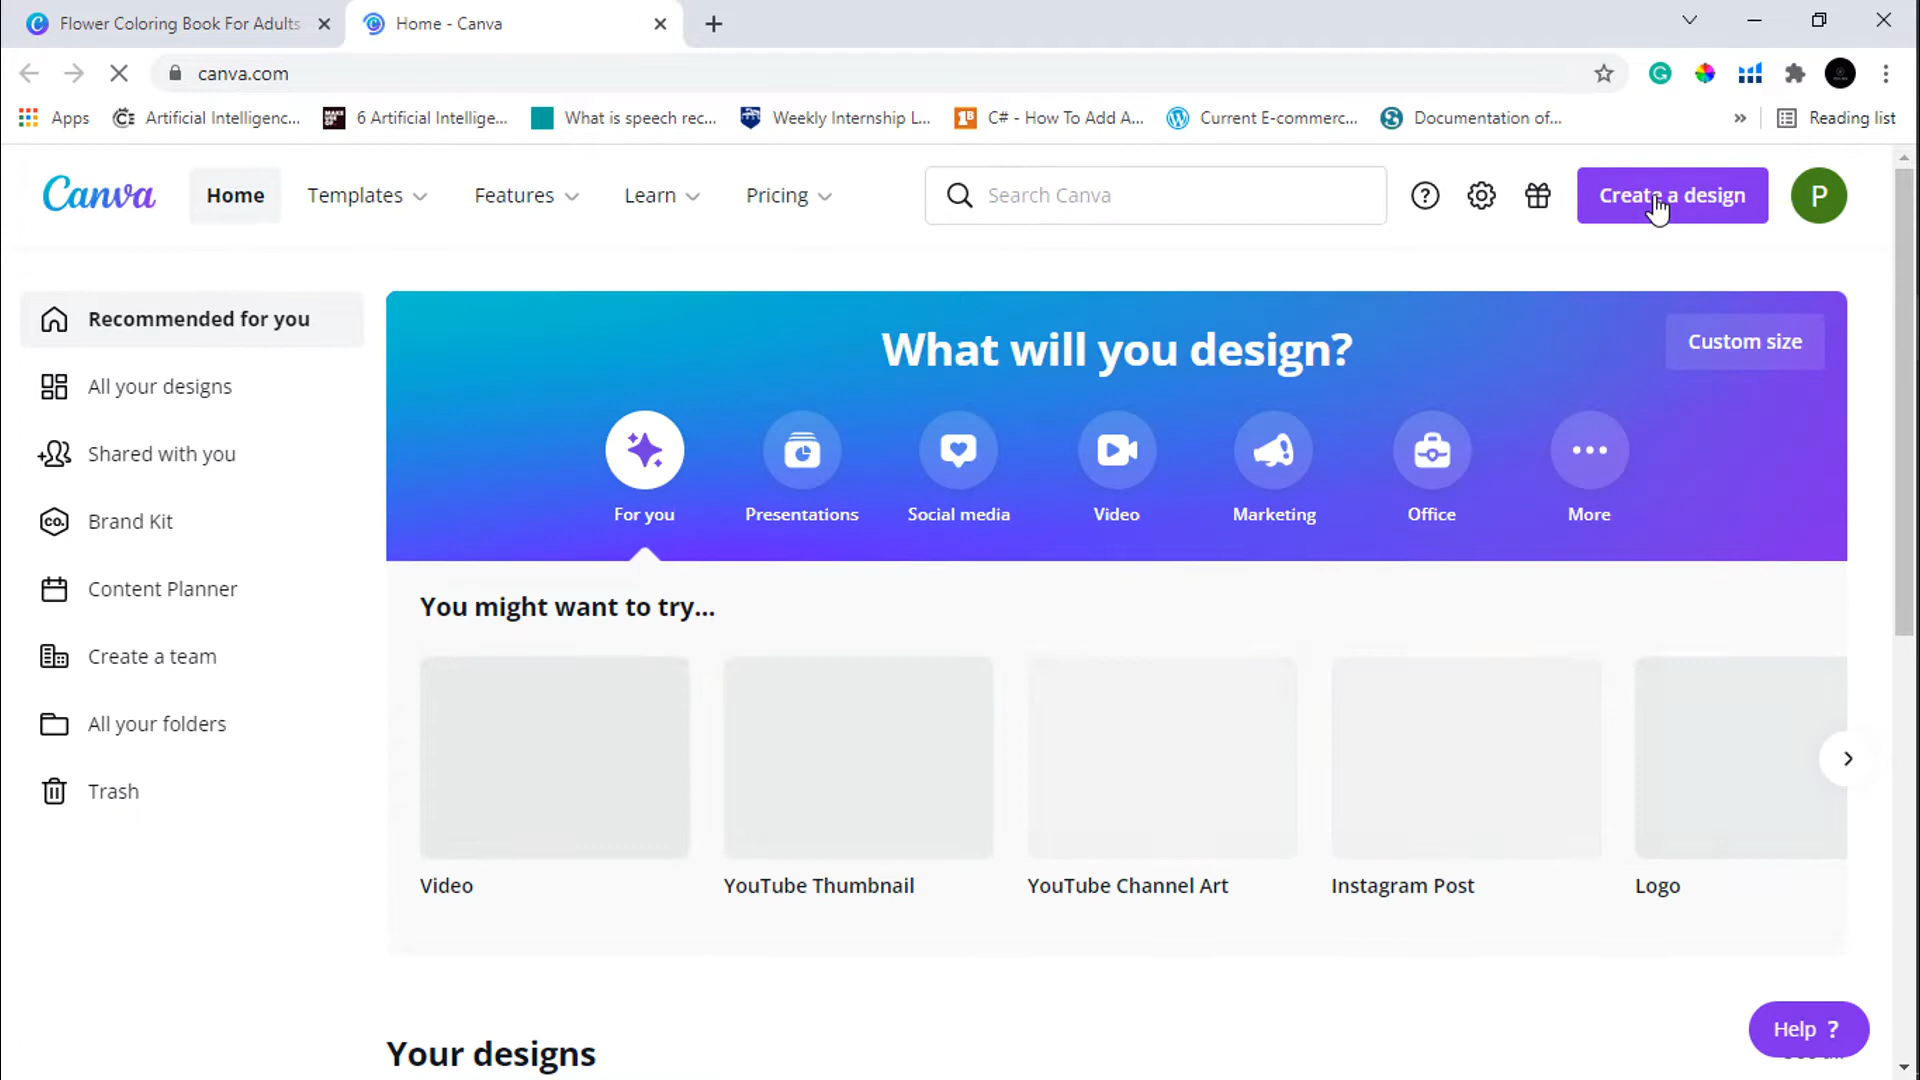 Flower Coloring Book For Adults
Home - Canva
canva.com
Apps
Artificial Intelligenc...
6 Artificial Intellige...
What is speech rec...
Weekly Internship L...
C# - How To Add A...
Current E-commerc...
Documentation of...
Reading list
Canva
Home
Templates
Features
Learn
Pricing
Search Canva
Create a design
P
Recommended for you
All your designs
Shared with you
Brand Kit
Content Planner
Create a team
All your folders
Trash
What will you design?
Custom size
For you
Presentations
Social media
Video
Marketing
Office
More
You might want to try...
Video
YouTube Thumbnail
YouTube Channel Art
Instagram Post
Logo
Your designs
Help ?